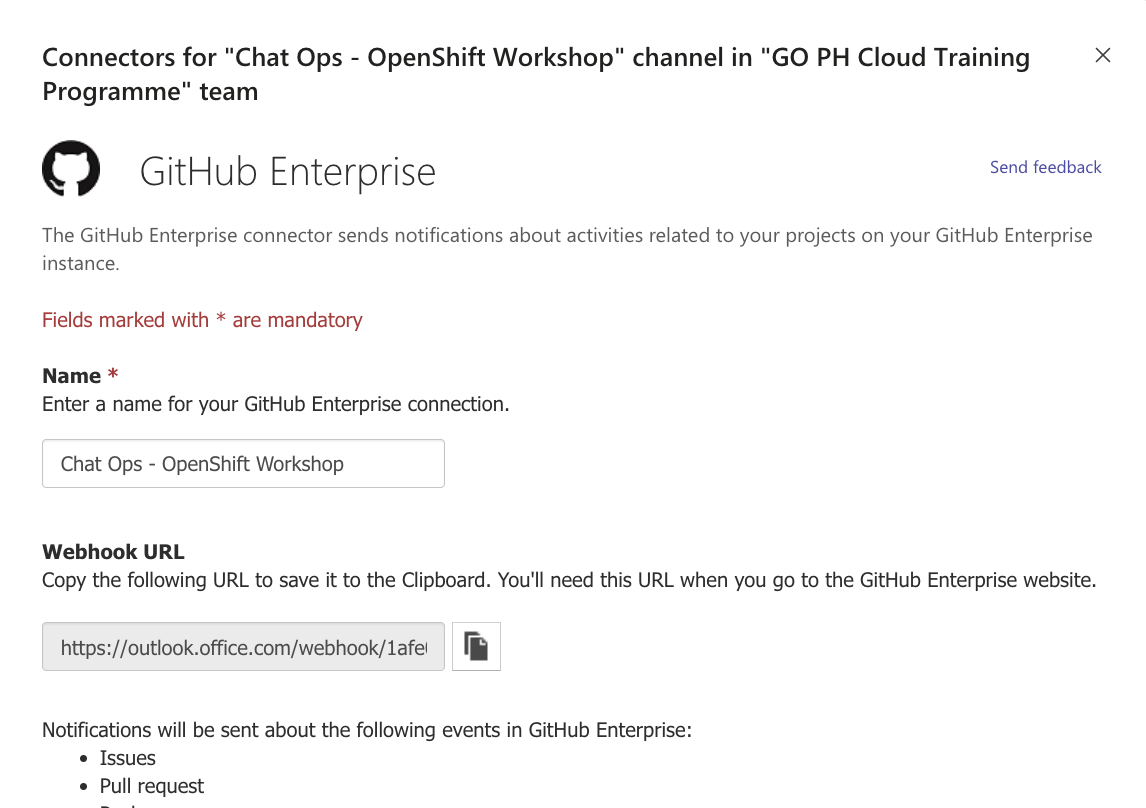 Connectors for "Chat Ops - OpenShift Workshop" channel in "GO PH Cloud Training
Programme" team
GitHub Enterprise
Send feedback
The GitHub Enterprise connector sends notifications about activities related to your projects on your GitHub Enterprise
instance.
Fields marked with * are mandatory
Name *
Enter a name for your GitHub Enterprise connection.
Chat Ops - OpenShift Workshop
Webhook URL
Copy the following URL to save it to the Clipboard. You'll need this URL when you go to the GitHub Enterprise website.
https://outlook.office.com/webhook/1afe
Notifications will be sent about the following events in GitHub Enterprise:
• Issues
• Pull request